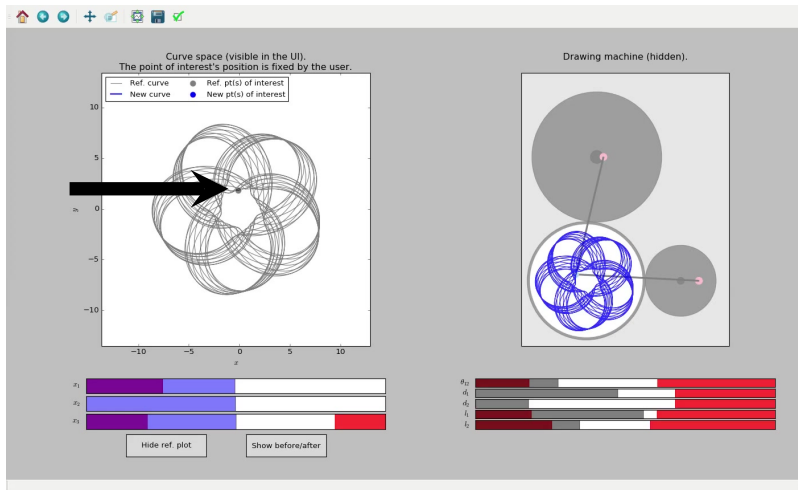 Curve space (visible in the UI).
The point of interest's position is fixed by the user.
Ref. curve
Ref. pt(s) of interest
New curve
New pt(s) of interest
10
5
0
−5
−10
y
−10
−5
0
5
10
x
x₁
x₂
x₃
Hide ref. plot
Show before/after
Drawing machine (hidden).
θ₁₂
d₁
d₂
l₁
l₂